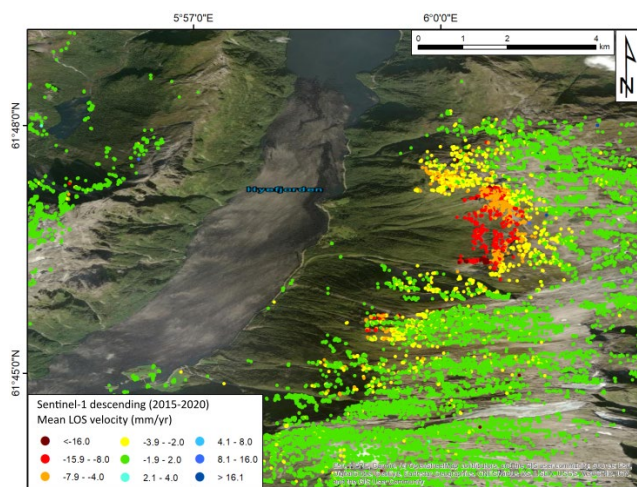 5°57'0"E 6°0'0"E
0 1 2 4
km
N
61°48'0"N
Hyefjorden
61°45'0"N
Sentinel-1 descending (2015-2020)
Mean LOS velocity (mm/yr)
<-16.0 -3.9 - -2.0 4.1 - 8.0
-15.9 - -8.0 -1.9 - 2.0 8.1 - 16.0
-7.9 - -4.0 2.1 - 4.0 > 16.1